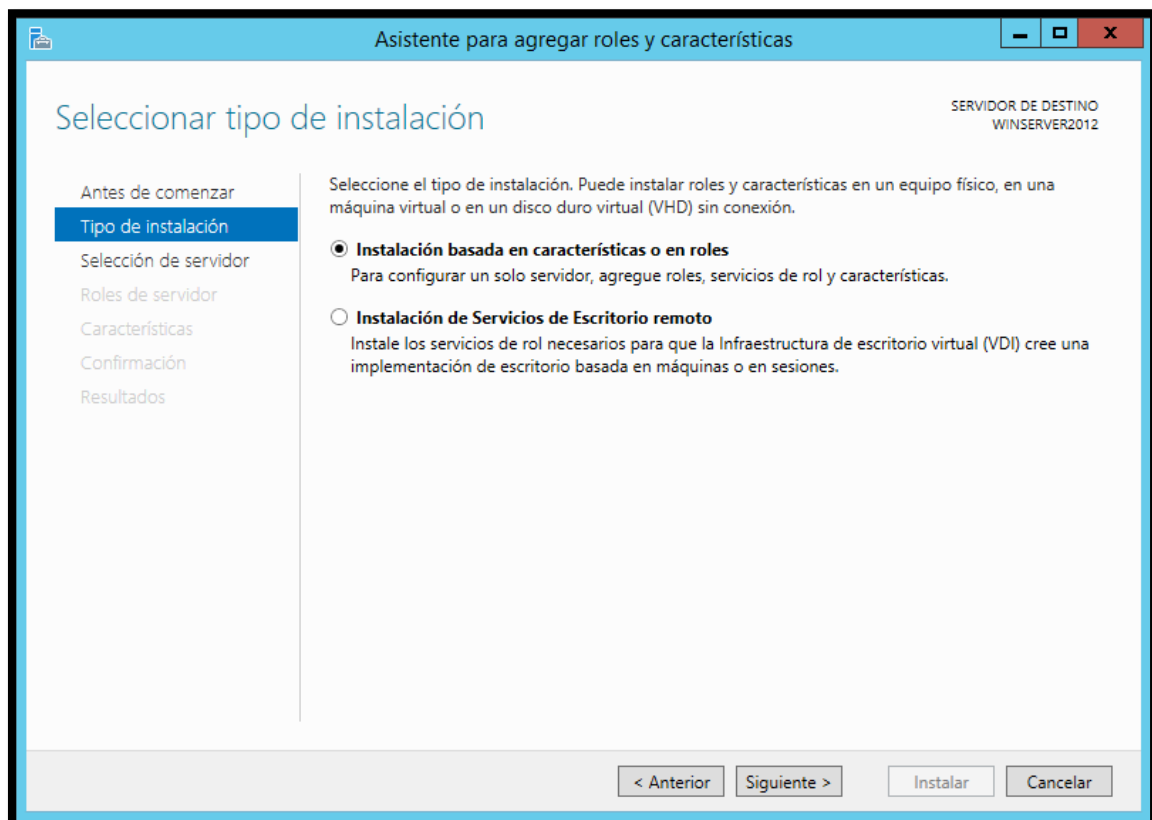 Asistente para agregar roles y características
Seleccionar tipo de instalación
SERVIDOR DE DESTINO
WINSERVER2012
Antes de comenzar
Tipo de instalación
Selección de servidor
Roles de servidor
Características
Confirmación
Resultados
Seleccione el tipo de instalación. Puede instalar roles y características en un equipo físico, en una
máquina virtual o en un disco duro virtual (VHD) sin conexión.
Instalación basada en características o en roles
Para configurar un solo servidor, agregue roles, servicios de rol y características.
Instalación de Servicios de Escritorio remoto
Instale los servicios de rol necesarios para que la Infraestructura de escritorio virtual (VDI) cree una
implementación de escritorio basada en máquinas o en sesiones.
< Anterior
Siguiente >
Instalar
Cancelar